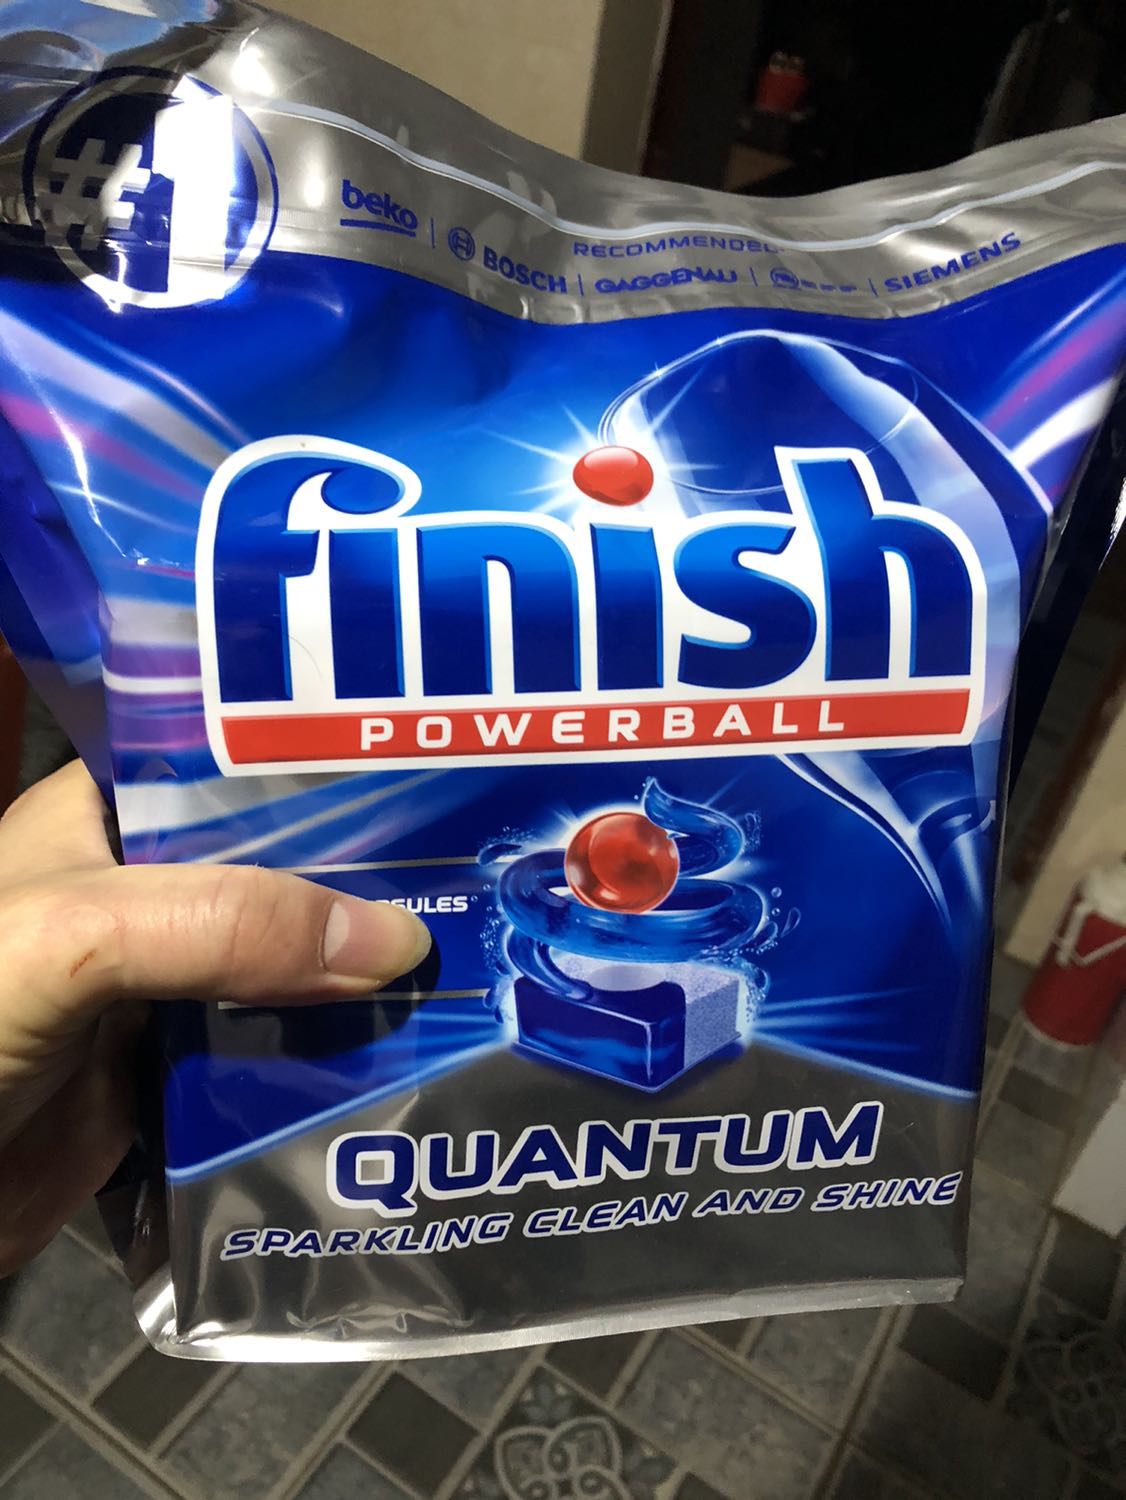 #1
RECOMMENDED
beko | BOSCH | GAGGENAU | | SIEMENS
finish
POWERBALL
QUANTUM
SPARKLING CLEAN AND SHINE